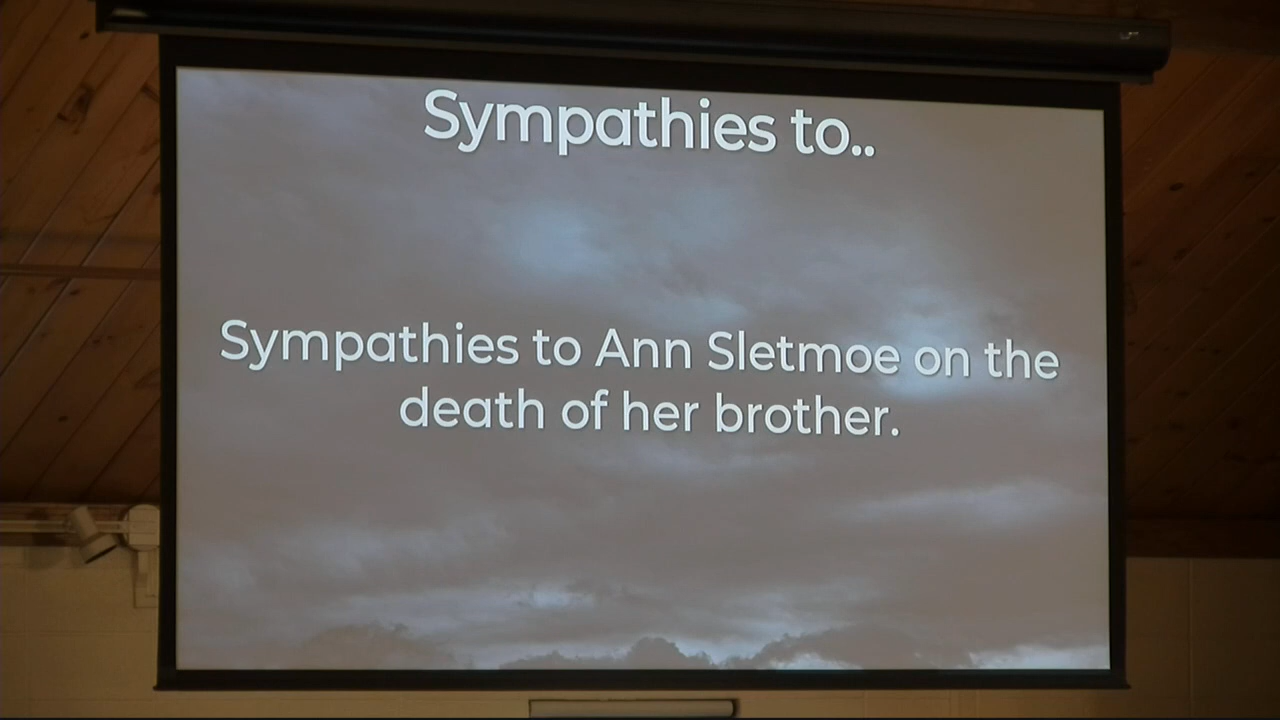 Sympathies to..
Sympathies to Ann Sletmoe on the
death of her brother.